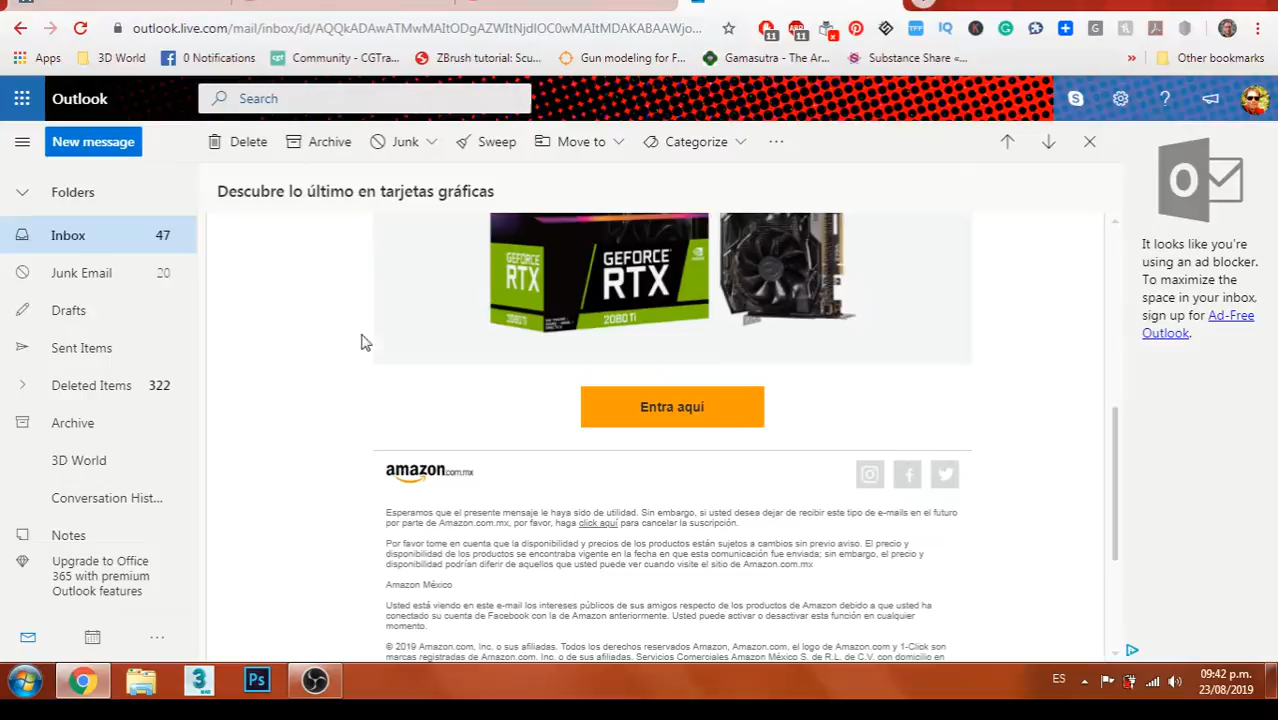 outlook.live.com/mail/inbox/id/AQQkADAwATMwMAItODgAZWItNjdlOC0wMAItMDAKABAAWjo...
11
11
Apps
3D World
0 Notifications
Community - CGTra...
ZBrush tutorial: Scu...
Gun modeling for F...
Gamasutra - The Ar...
Substance Share «...
»
Other bookmarks
Outlook
Search
New message
Delete
Archive
Junk
Sweep
Move to
Categorize
...
Folders
Inbox 47
Junk Email 20
Drafts
Sent Items
Deleted Items 322
Archive
3D World
Conversation Hist...
Notes
Upgrade to Office
365 with premium
Outlook features
Descubre lo último en tarjetas gráficas
GEFORCE
RTX
GEFORCE
RTX
2080 Ti
2080 Ti
Entra aquí
amazon.com.mx
Esperamos que el presente mensaje le haya sido de utilidad. Sin embargo, si usted desea dejar de recibir este tipo de e-mails en el futuro
por parte de Amazon.com.mx, por favor, haga click aquí para cancelar la suscripción.
Por favor tome en cuenta que la disponibilidad y precios de los productos están sujetos a cambios sin previo aviso. El precio y
disponibilidad de los productos se encontraba vigente en la fecha en que esta comunicación fue enviada; sin embargo, el precio y
disponibilidad podrían diferir de aquellos que usted puede ver cuando visite el sitio de Amazon.com.mx
Amazon México
Usted está viendo en este e-mail los intereses públicos de sus amigos respecto de los productos de Amazon debido a que usted ha
conectado su cuenta de Facebook con la de Amazon anteriormente. Usted puede activar o desactivar esta función en cualquier
momento.
© 2019 Amazon.com, Inc. o sus afiliadas. Todos los derechos reservados Amazon, Amazon.com, el logo de Amazon.com y 1-Click son
marcas registradas de Amazon.com, Inc. o de sus afiliadas. Servicios Comerciales Amazon México S. de R.L. de C.V. con domicilio en
It looks like you're
using an ad blocker.
To maximize the
space in your inbox,
sign up for Ad-Free
Outlook.
ES
09:42 p.m.
23/08/2019